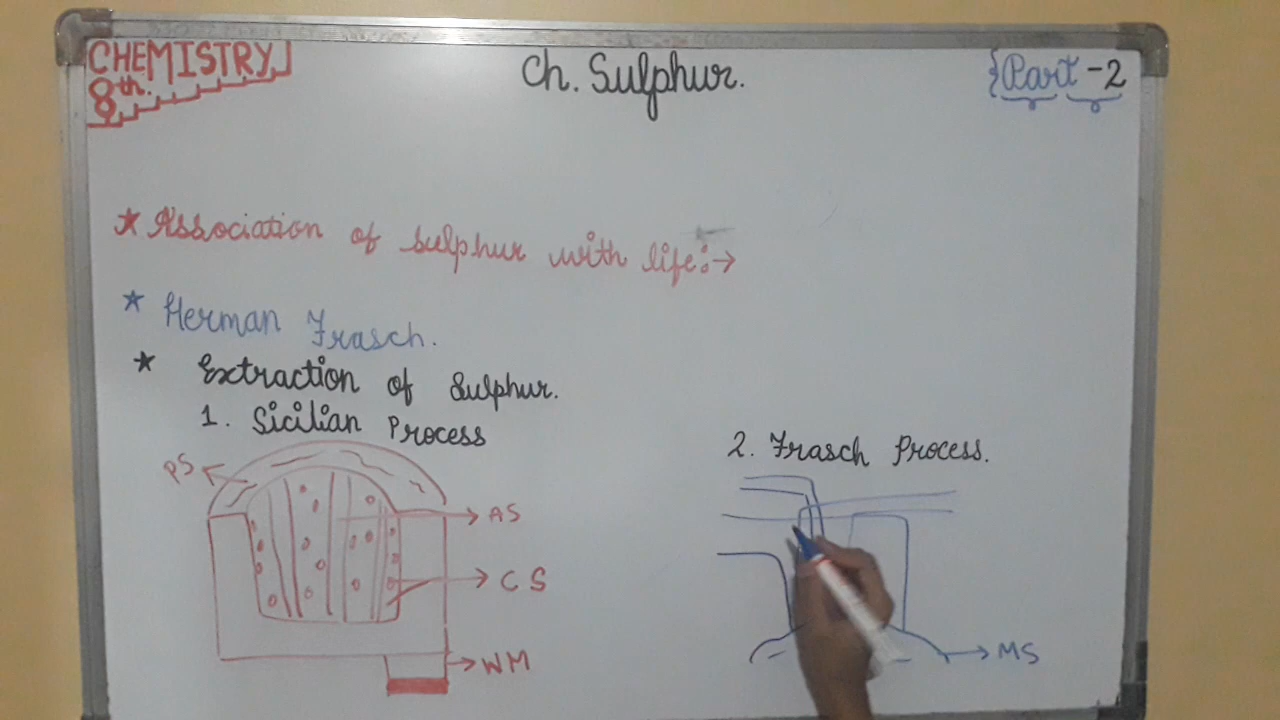 CHEMISTRY
8th.
Ch. Sulphur.
Part-2
* Association of sulphur with life:→
* Herman Frasch.
* Extraction of Sulphur.
1. Sicilian Process
2. Frasch Process.
PS
AS
CS
WM
MS